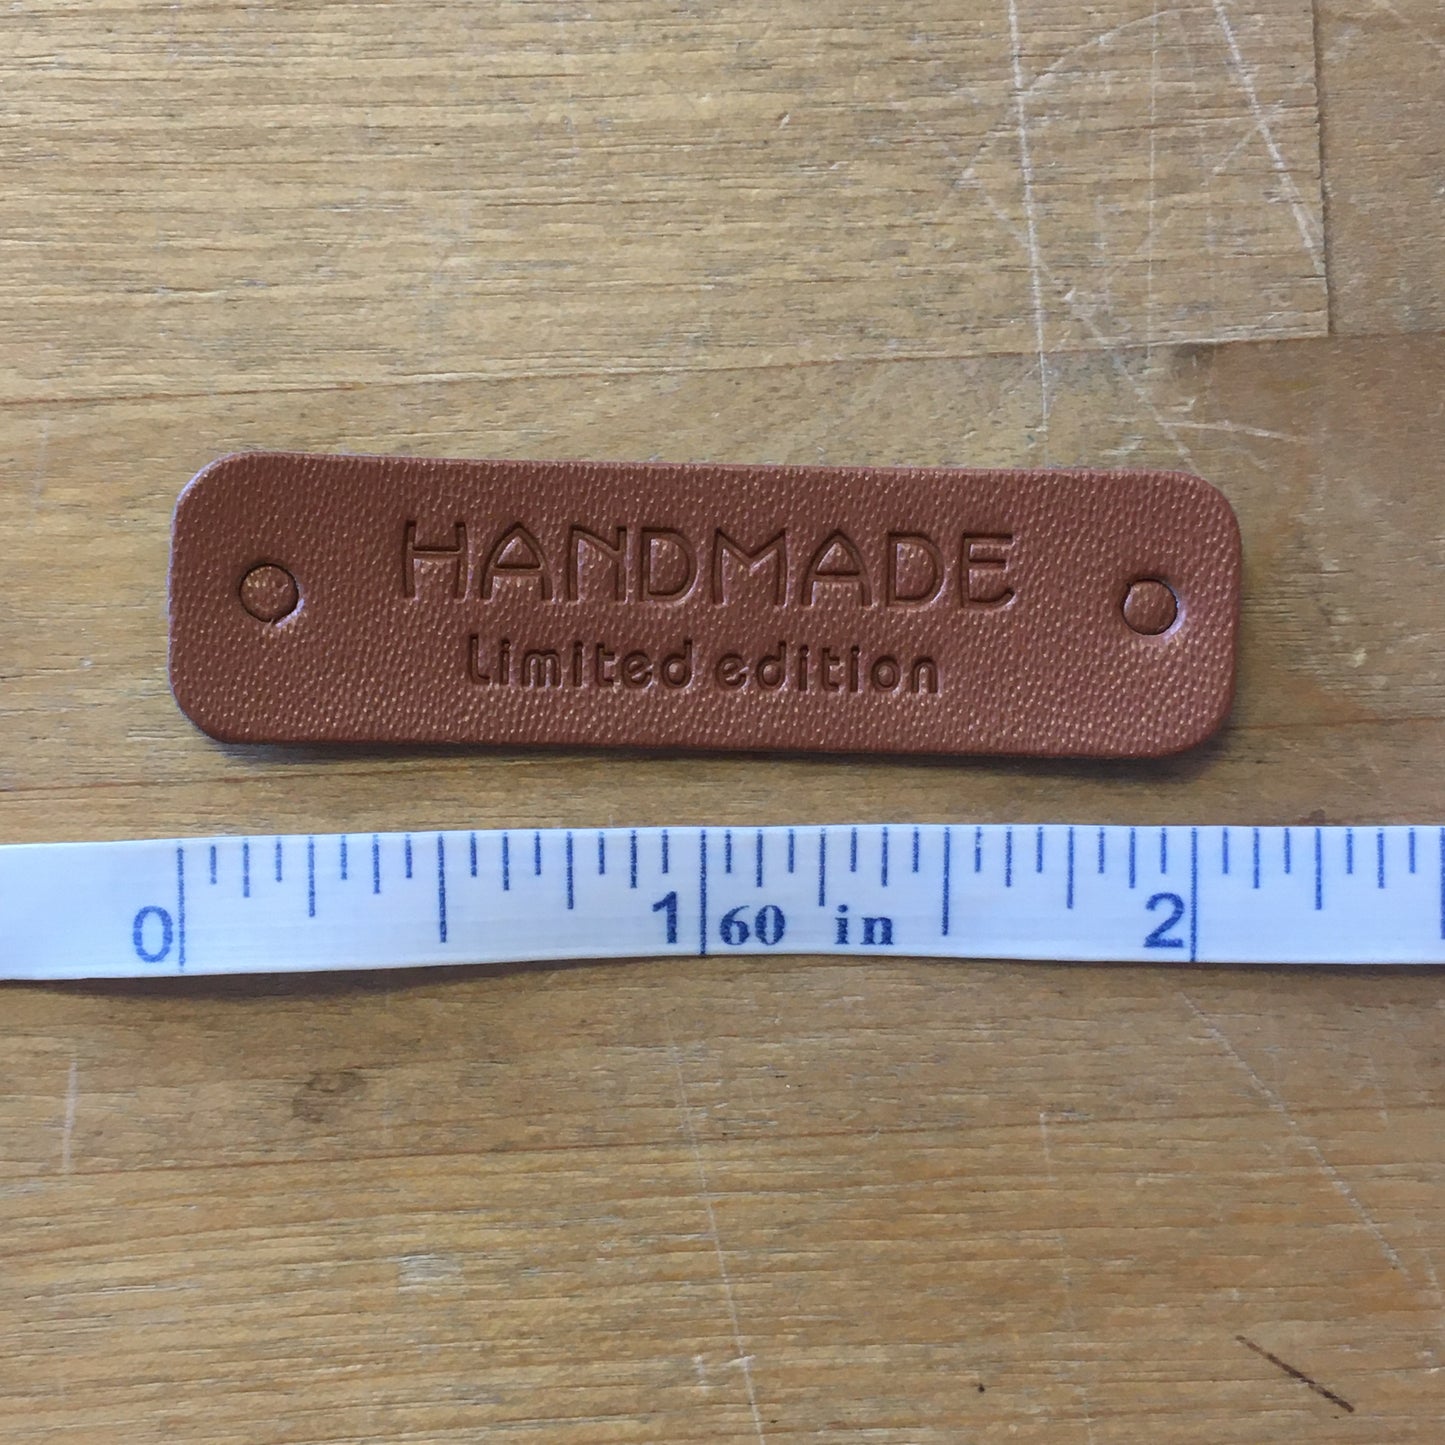 HANDMADE
Limited edition
0 1 60 in 2